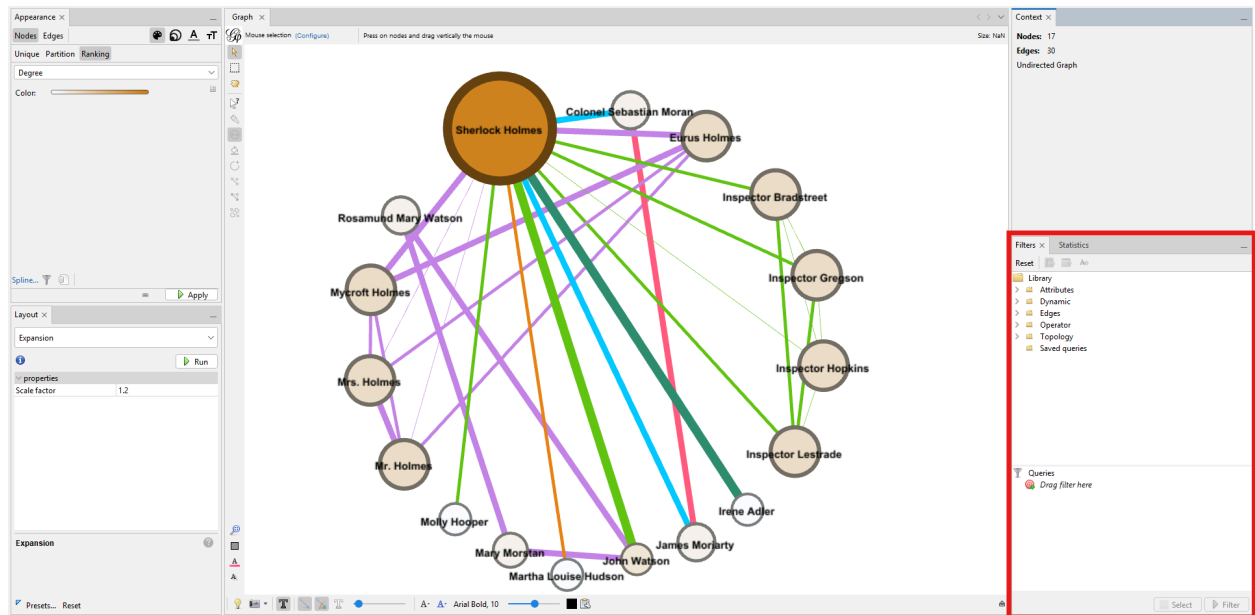 Appearance ×
Nodes Edges
Unique Partition Ranking
Degree
Color:
Spline...
Apply
Layout ×
Expansion
Run
properties
Scale factor 1.2
Expansion
Presets... Reset
Graph ×
Mouse selection (Configure) Press on nodes and drag vertically the mouse Size: NaN
Colonel Sebastian Moran
Sherlock Holmes
Eurus Holmes
Inspector Bradstreet
Rosamund Mary Watson
Inspector Gregson
Mycroft Holmes
Inspector Hopkins
Mrs. Holmes
Inspector Lestrade
Mr. Holmes
Irene Adler
Molly Hooper
James Moriarty
Mary Morstan
John Watson
Martha Louise Hudson
A- A- Arial Bold, 10
Context ×
Nodes: 17
Edges: 30
Undirected Graph
Filters × Statistics
Reset
Library
Attributes
Dynamic
Edges
Operator
Topology
Saved queries
Queries
Drag filter here
Select Filter